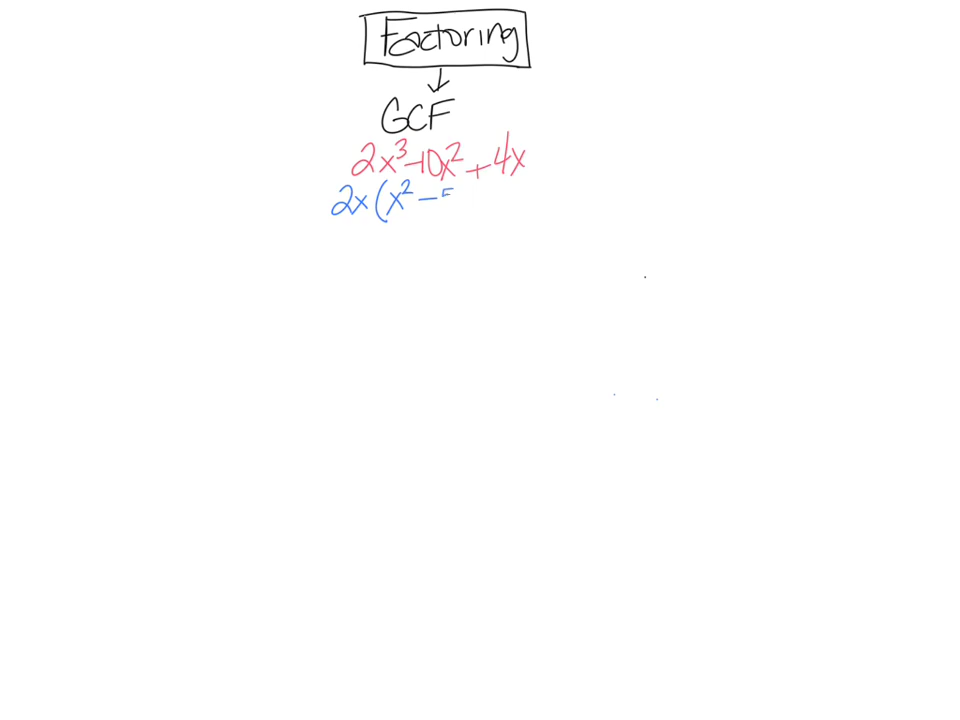 Factoring
↓
GCF
2x³-10x²+4x
2x(x²-